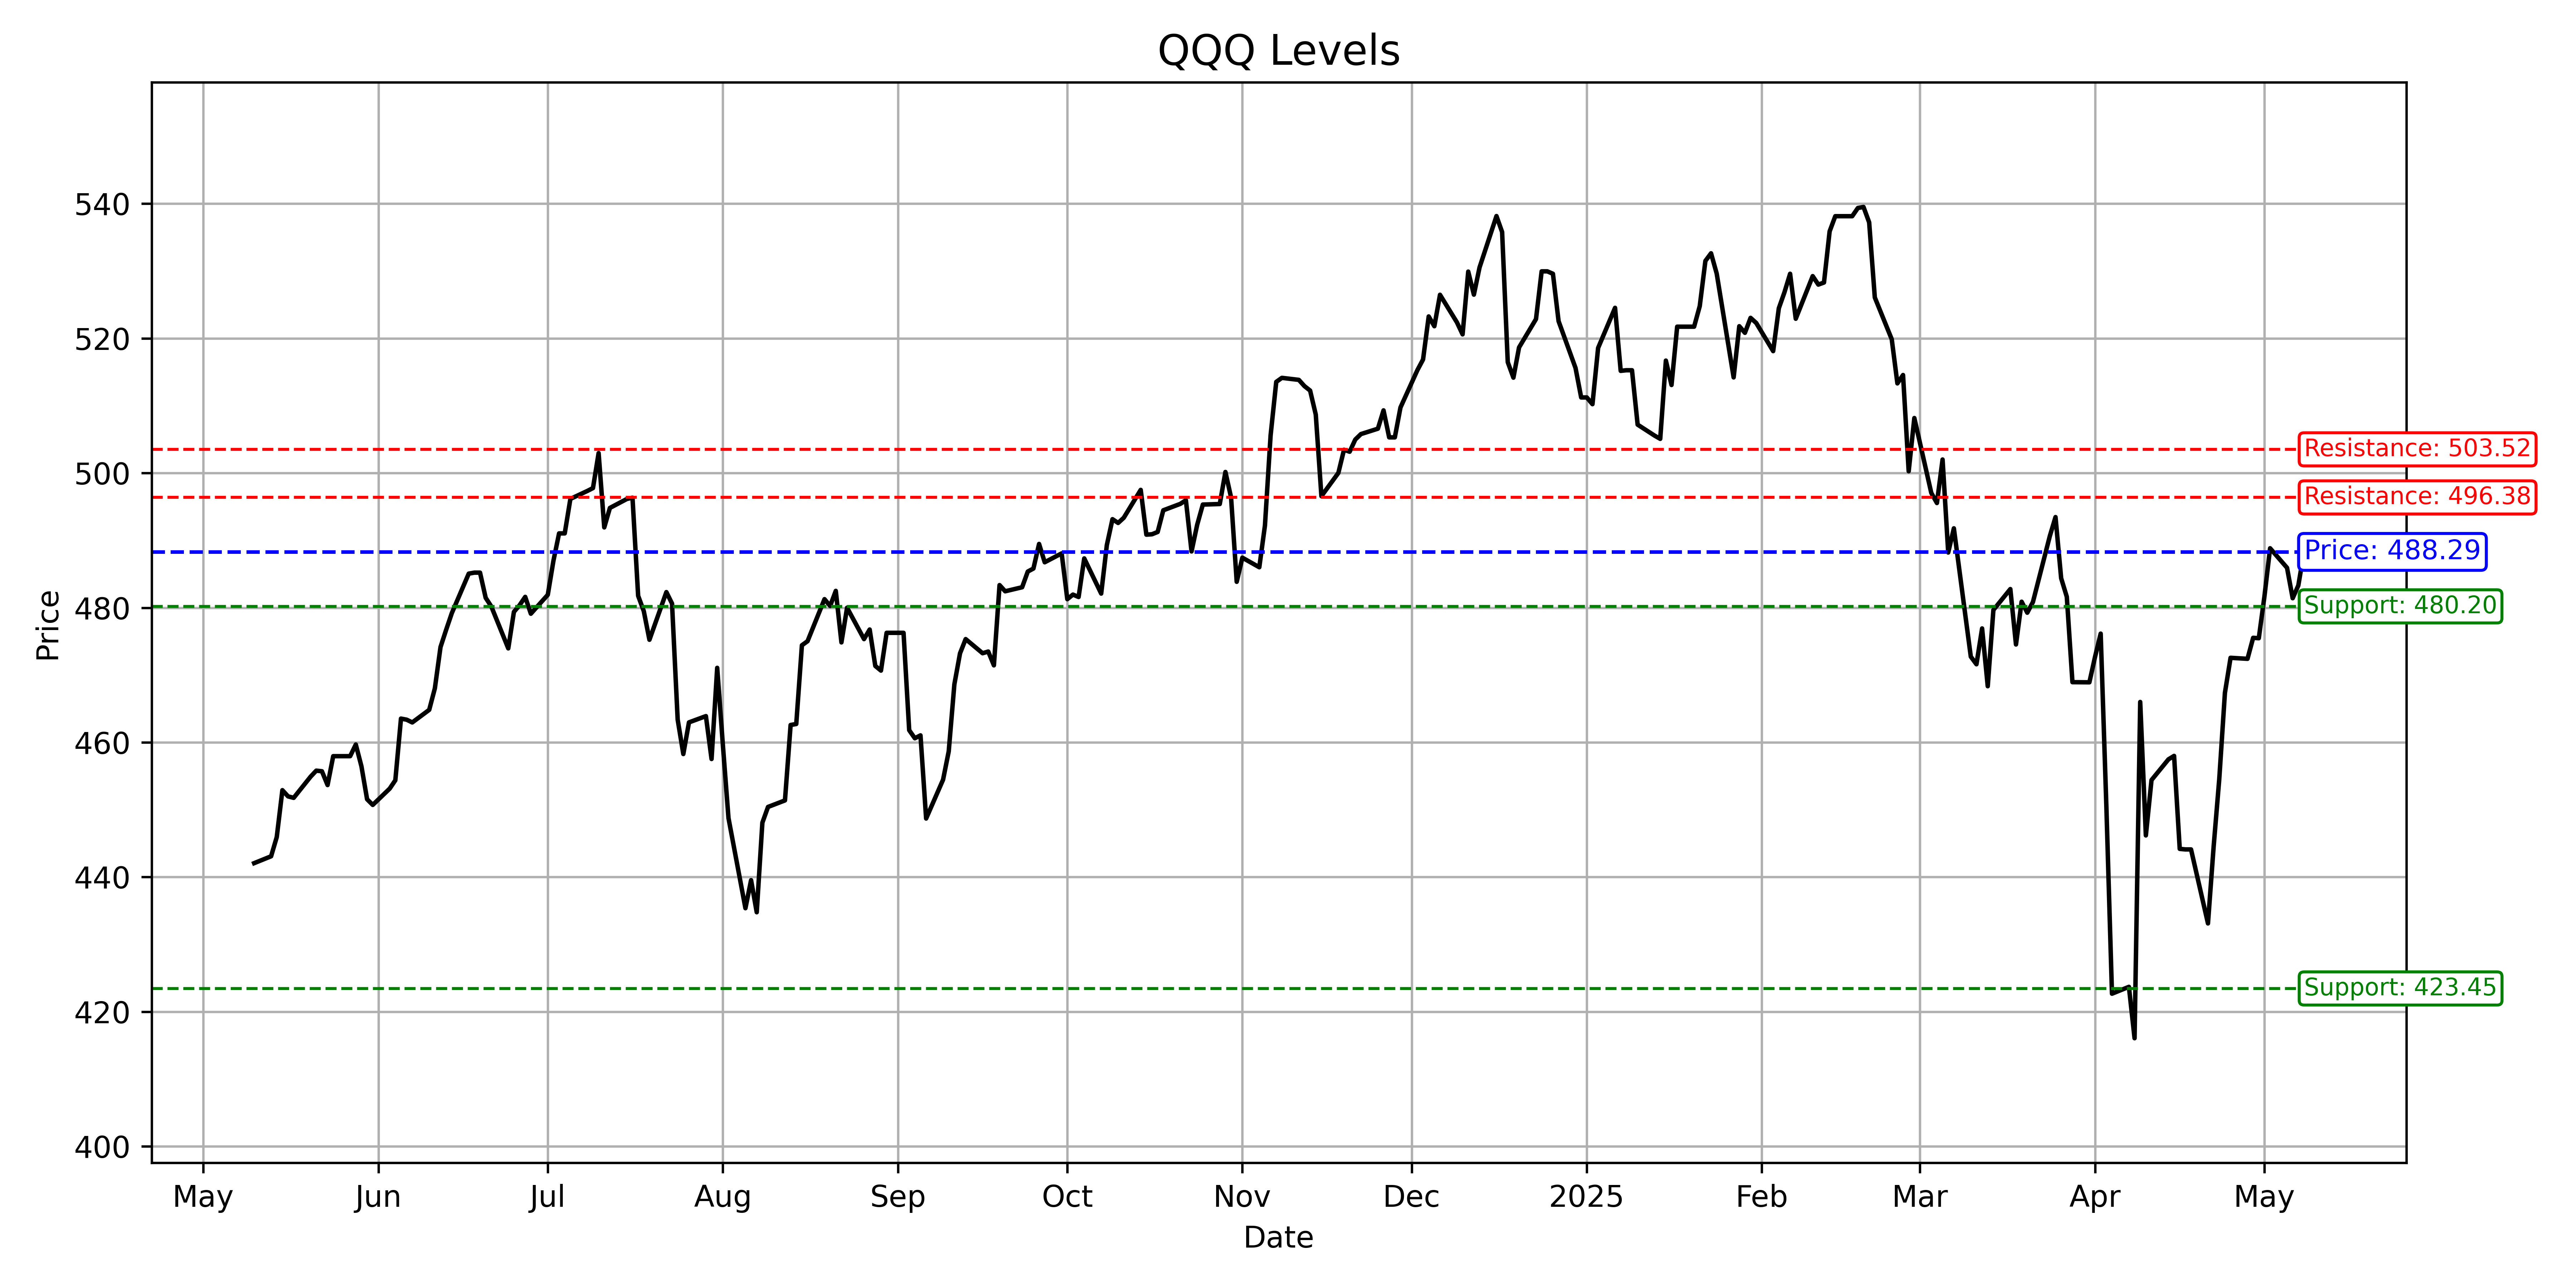 QQQ Levels
540
520
500
480
460
440
420
400
Price
Resistance: 503.52
Resistance: 496.38
Price: 488.29
Support: 480.20
Support: 423.45
May
Jun
Jul
Aug
Sep
Oct
Nov
Dec
2025
Feb
Mar
Apr
May
Date